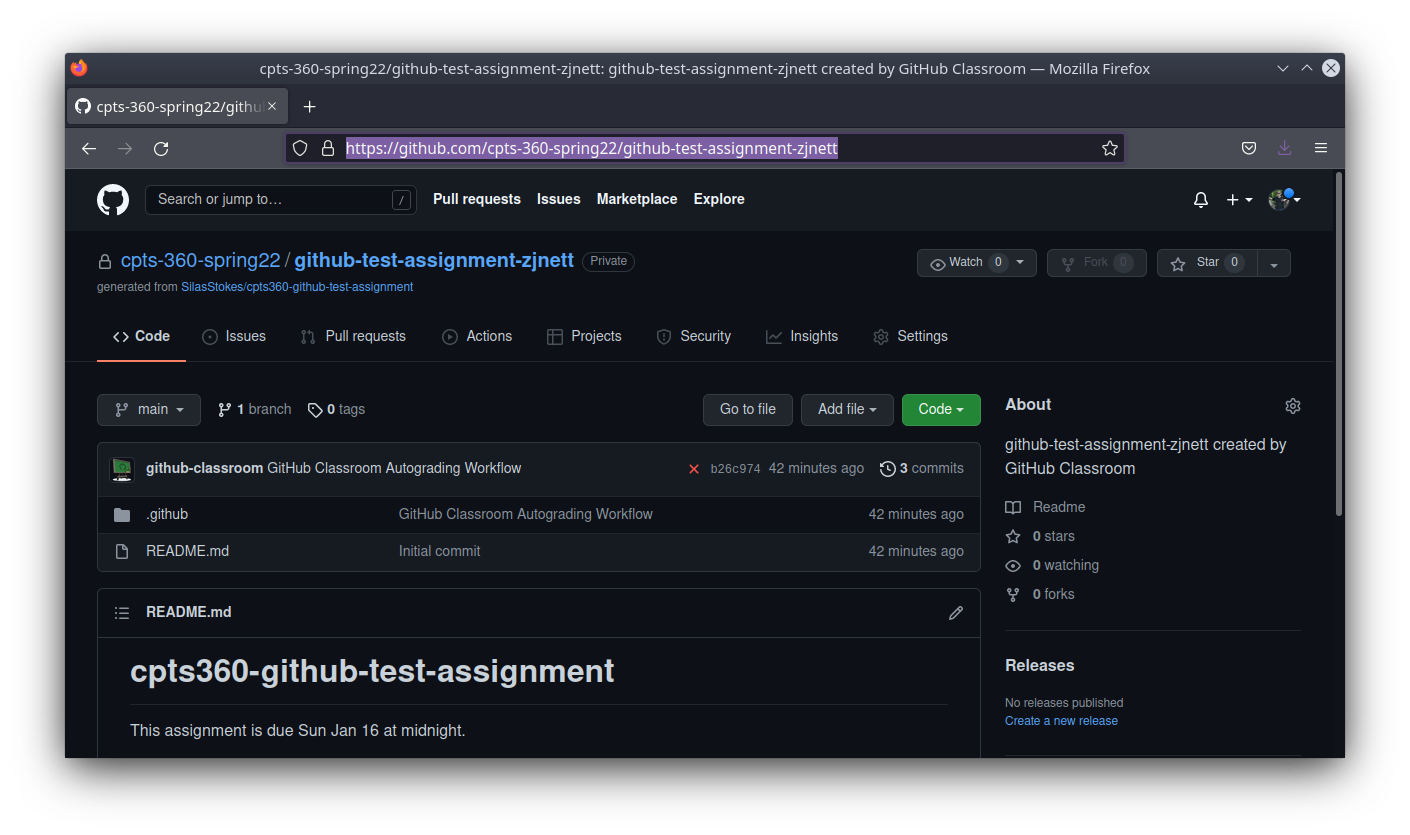 cpts-360-spring22/github-test-assignment-zjnett: github-test-assignment-zjnett created by GitHub Classroom — Mozilla Firefox
cpts-360-spring22/githu
https://github.com/cpts-360-spring22/github-test-assignment-zjnett
Search or jump to… / Pull requests Issues Marketplace Explore
cpts-360-spring22 / github-test-assignment-zjnett Private Watch 0 Fork 0 Star 0
generated from SilasStokes/cpts360-github-test-assignment
Code Issues Pull requests Actions Projects Security Insights Settings
main 1 branch 0 tags Go to file Add file Code
github-classroom GitHub Classroom Autograding Workflow b26c974 42 minutes ago 3 commits
.github GitHub Classroom Autograding Workflow 42 minutes ago
README.md Initial commit 42 minutes ago
README.md
cpts360-github-test-assignment
This assignment is due Sun Jan 16 at midnight.
About
github-test-assignment-zjnett created by
GitHub Classroom
Readme
0 stars
0 watching
0 forks
Releases
No releases published
Create a new release